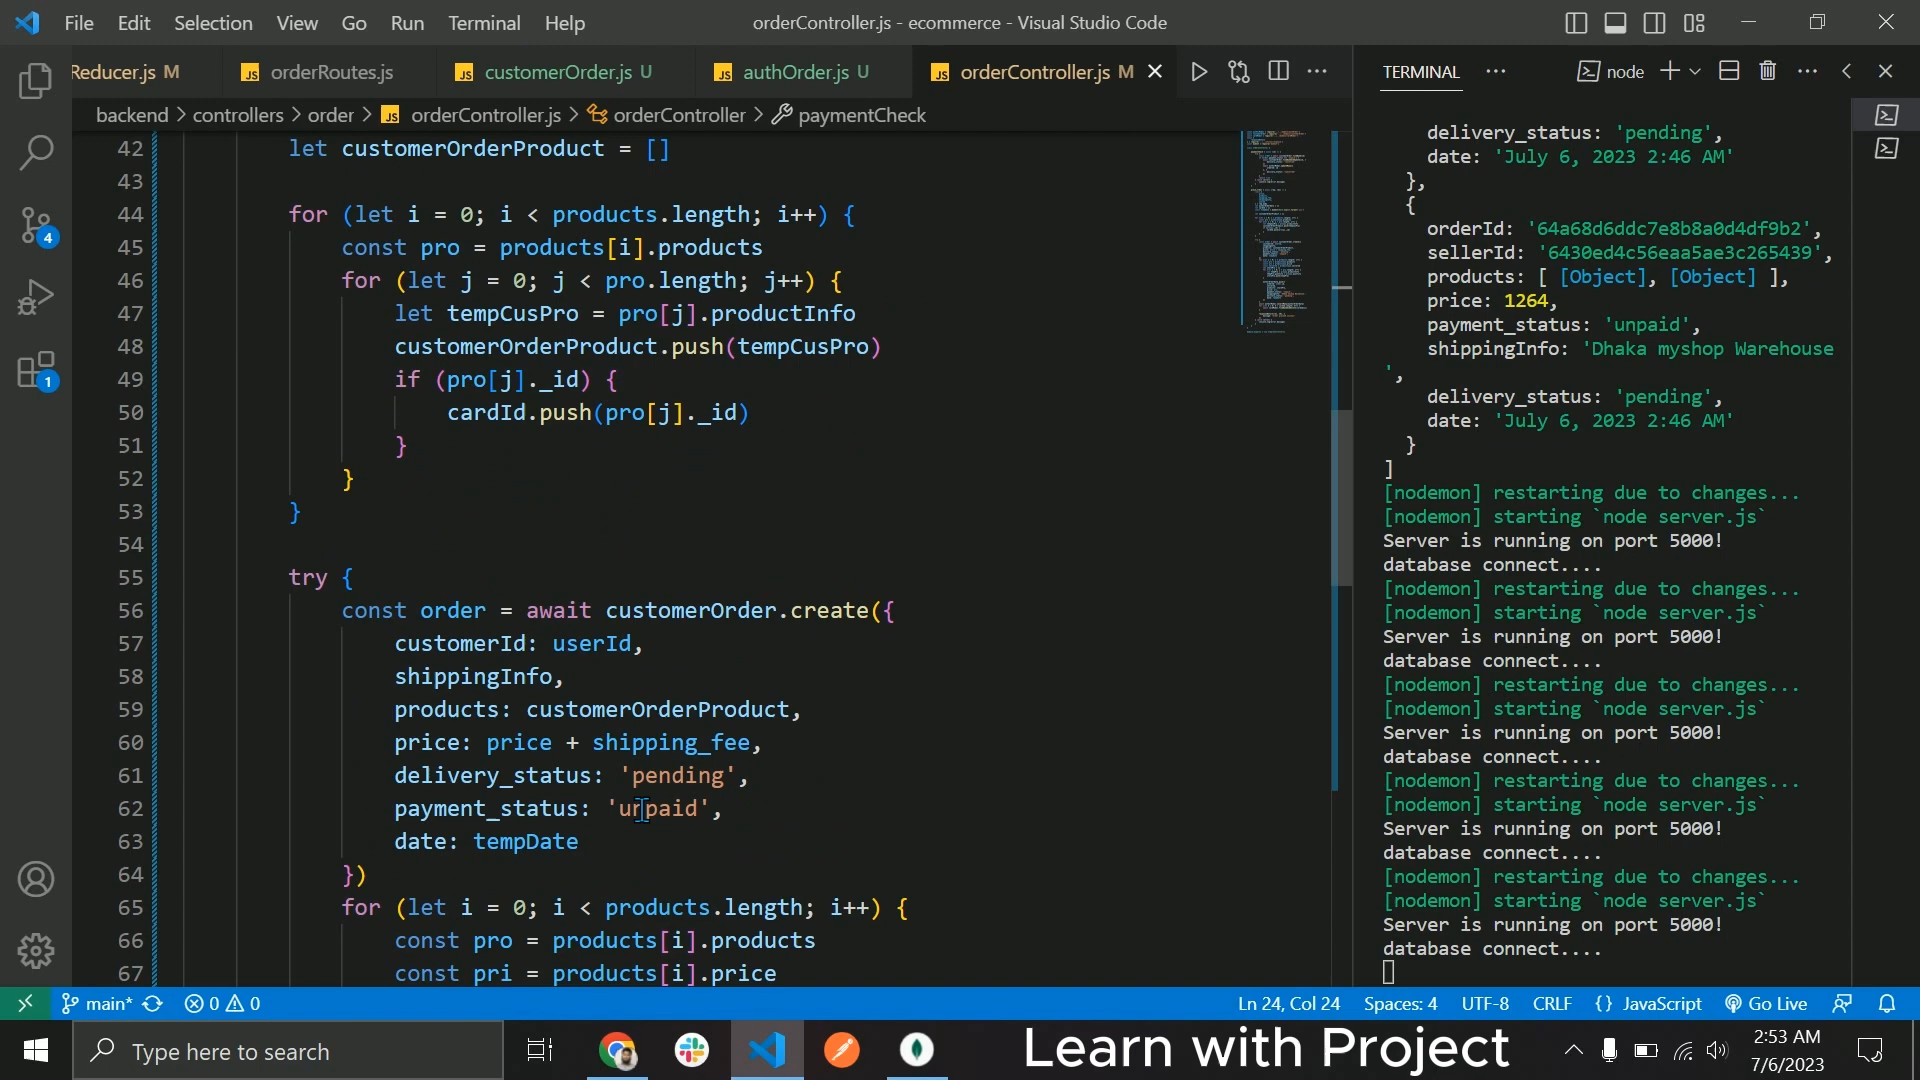 File Edit Selection View Go Run Terminal Help
orderController.js - ecommerce - Visual Studio Code
Reducer.js M
JS orderRoutes.js
JS customerOrder.js U
JS authOrder.js U
JS orderController.js M
backend > controllers > order > JS orderController.js > orderController > paymentCheck
42 let customerOrderProduct = []
43
44 for (let i = 0; i < products.length; i++) {
45 const pro = products[i].products
46 for (let j = 0; j < pro.length; j++) {
47 let tempCusPro = pro[j].productInfo
48 customerOrderProduct.push(tempCusPro)
49 if (pro[j]._id) {
50 cardId.push(pro[j]._id)
51 }
52 }
53 }
54
55 try {
56 const order = await customerOrder.create({
57 customerId: userId,
58 shippingInfo,
59 products: customerOrderProduct,
60 price: price + shipping_fee,
61 delivery_status: 'pending',
62 payment_status: 'unpaid',
63 date: tempDate
64 })
65 for (let i = 0; i < products.length; i++) {
66 const pro = products[i].products
67 const pri = products[i].price
TERMINAL
node
delivery_status: 'pending',
date: 'July 6, 2023 2:46 AM'
},
{
orderId: '64a68d6ddc7e8b8a0d4df9b2',
sellerId: '6430ed4c56eaa5ae3c265439',
products: [ [Object], [Object] ],
price: 1264,
payment_status: 'unpaid',
shippingInfo: 'Dhaka myshop Warehouse
',
delivery_status: 'pending',
date: 'July 6, 2023 2:46 AM'
}
]
[nodemon] restarting due to changes...
[nodemon] starting `node server.js`
Server is running on port 5000!
database connect....
[nodemon] restarting due to changes...
[nodemon] starting `node server.js`
Server is running on port 5000!
database connect....
[nodemon] restarting due to changes...
[nodemon] starting `node server.js`
Server is running on port 5000!
database connect....
[nodemon] restarting due to changes...
[nodemon] starting `node server.js`
Server is running on port 5000!
database connect....
[nodemon] restarting due to changes...
[nodemon] starting `node server.js`
Server is running on port 5000!
database connect....
4
1
main* 0 0
Ln 24, Col 24 Spaces: 4 UTF-8 CRLF {} JavaScript Go Live
Type here to search
Learn with Project
2:53 AM
7/6/2023